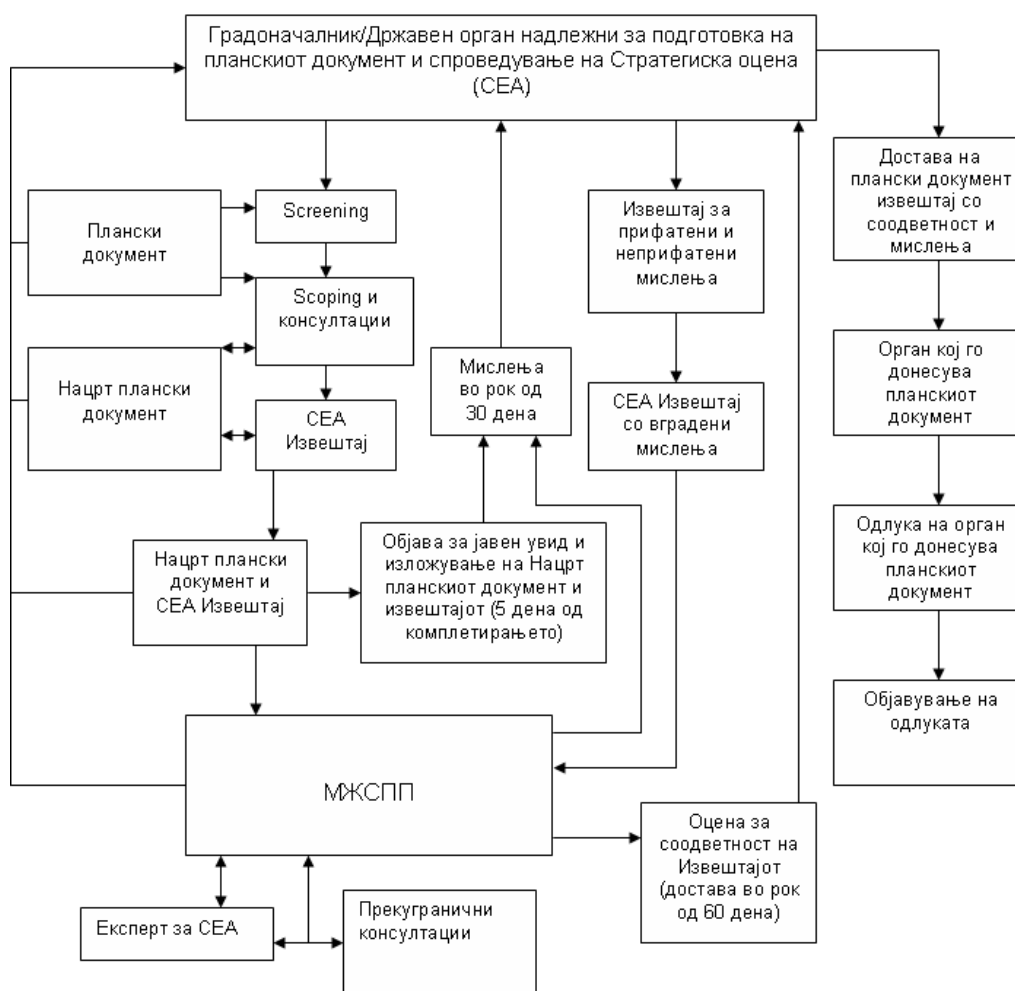 Градоначалник/Државен орган надлежни за подготовка на
планскиот документ и спроведување на Стратегиска оцена
(СЕА)
Плански
документ
Screening
Scoping и
консултации
Нацрт плански
документ
СЕА
Извештај
Нацрт плански
документ и
СЕА Извештај
Мислења
во рок од
30 дена
Објава за јавен увид и
изложување на Нацрт
планскиот документ и
извештајот (5 дена од
комплетирањето)
Извештај за
прифатени и
неприфатени
мислења
СЕА Извештај
со вградени
мислења
Достава на
плански документ
извештај со
соодветност и
мислења
Орган кој го
донесува
планскиот
документ
Одлука на орган
кој го донесува
планскиот
документ
Објавување на
одлуката
МЖСПП
Оцена за
соодветност на
Извештајот
(достава во рок
од 60 дена)
Експерт за СЕА
Прекугранични
консултации